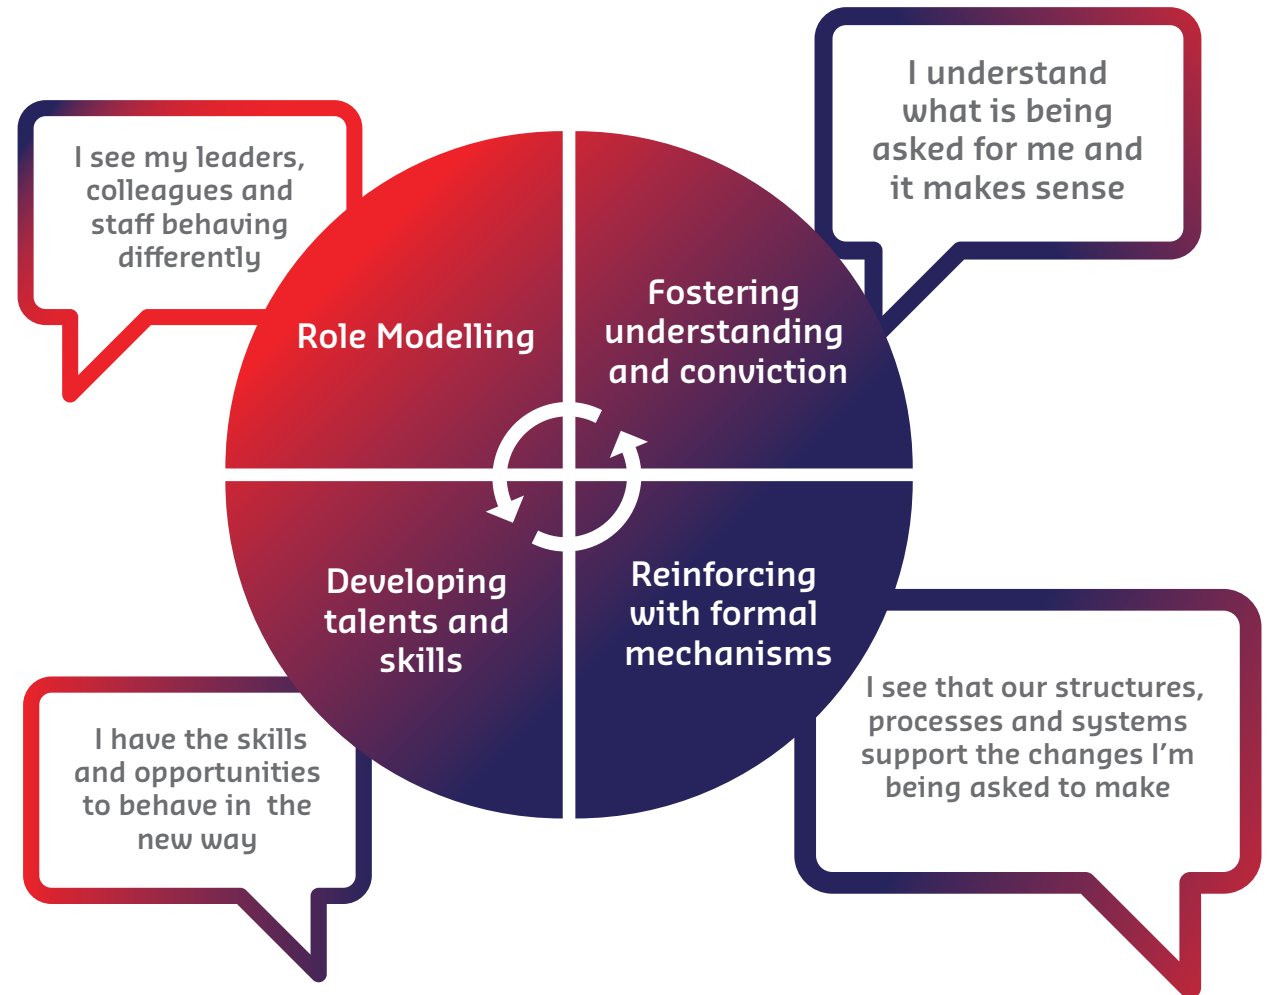 I see my leaders,
colleagues and
staff behaving
differently
I understand
what is being
asked for me and
it makes sense
Role Modelling
Fostering
understanding
and conviction
Developing
talents and
skills
Reinforcing
with formal
mechanisms
I have the skills
and opportunities
to behave in the
new way
I see that our structures,
processes and systems
support the changes I’m
being asked to make